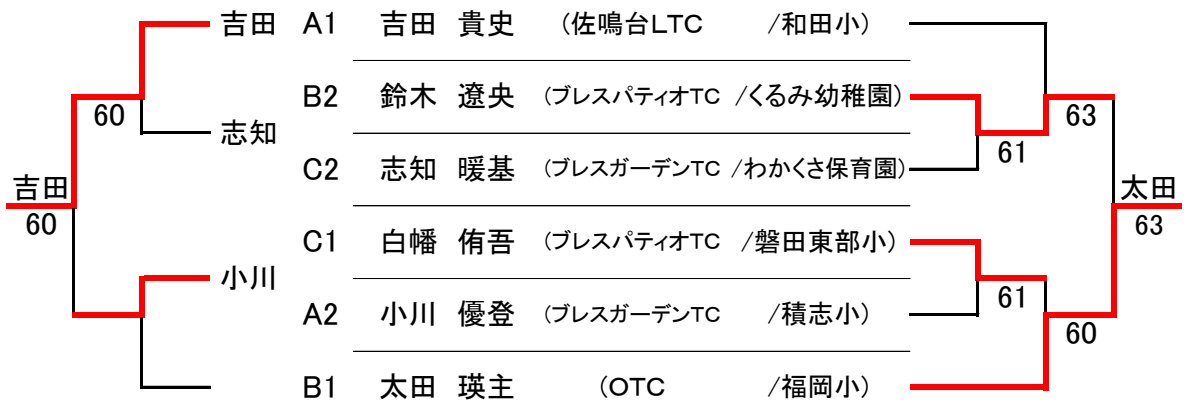 吉田 A1 吉田 貴史 (佐鳴台LTC /和田小)
B2 鈴木 遼央 (ブレスパティオTC /くるみ幼稚園)
60 63
志知 61
C2 志知 暖基 (ブレスガーデンTC /わかくさ保育園)
吉田 太田
60 63
C1 白幡 侑吾 (ブレスパティオTC /磐田東部小)
小川 61
A2 小川 優登 (ブレスガーデンTC /積志小)
60
B1 太田 瑛主 (OTC /福岡小)